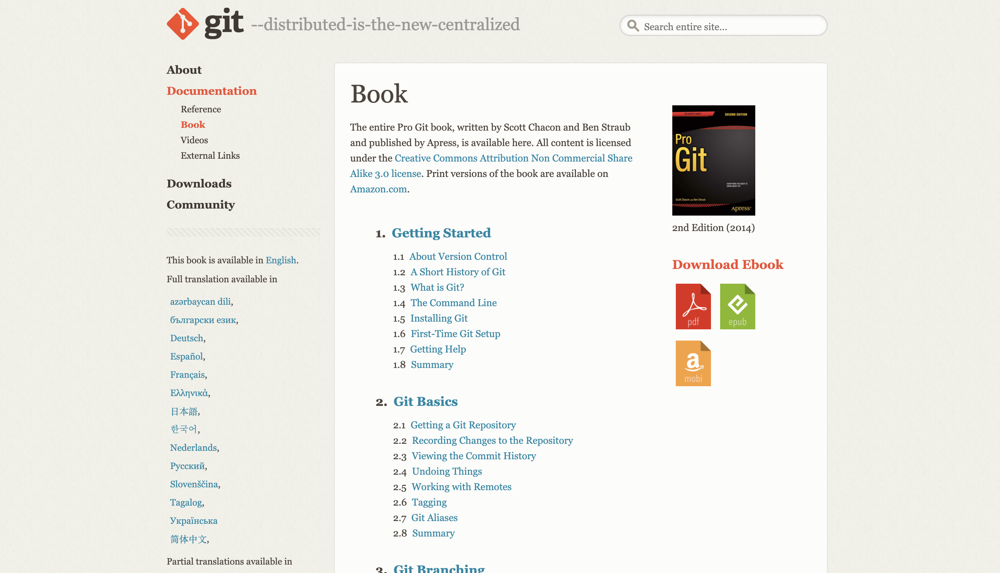 git --distributed-is-the-new-centralized
Search entire site...
About
Documentation
Reference
Book
Videos
External Links
Downloads
Community
This book is available in English.
Full translation available in
azərbaycan dili,
български език,
Deutsch,
Español,
Français,
Ελληνικά,
日本語,
한국어,
Nederlands,
Русский,
Slovenščina,
Tagalog,
Українська
简体中文,
Partial translations available in
Book
The entire Pro Git book, written by Scott Chacon and Ben Straub
and published by Apress, is available here. All content is licensed
under the Creative Commons Attribution Non Commercial Share
Alike 3.0 license. Print versions of the book are available on
Amazon.com.
1. Getting Started
1.1 About Version Control
1.2 A Short History of Git
1.3 What is Git?
1.4 The Command Line
1.5 Installing Git
1.6 First-Time Git Setup
1.7 Getting Help
1.8 Summary
2. Git Basics
2.1 Getting a Git Repository
2.2 Recording Changes to the Repository
2.3 Viewing the Commit History
2.4 Undoing Things
2.5 Working with Remotes
2.6 Tagging
2.7 Git Aliases
2.8 Summary
3. Git Branching
THE EXPERT'S VOICE®
SECOND EDITION
Pro
Git
EVERYTHING YOU NEED TO
KNOW ABOUT GIT
Scott Chacon and Ben Straub
Apress®
2nd Edition (2014)
Download Ebook
pdf
epub
a
mobi